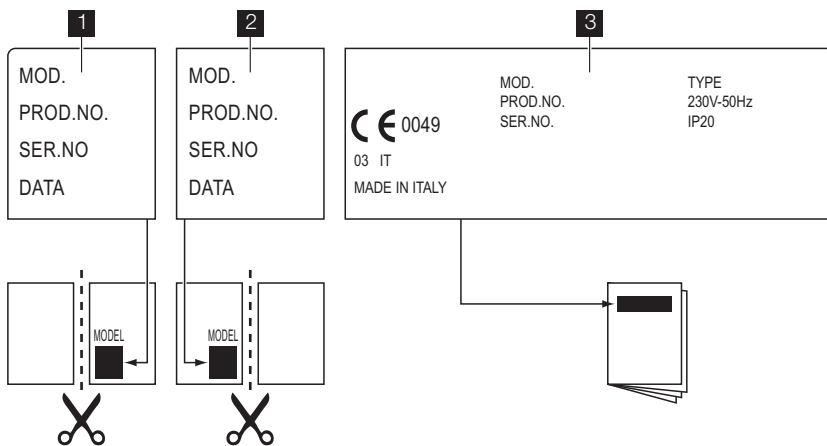 1
MOD.
PROD.NO.
SER.NO
DATA
2
MOD.
PROD.NO.
SER.NO
DATA
3
MOD.
PROD.NO.
SER.NO.
TYPE
230V-50Hz
IP20
CE 0049
03 IT
MADE IN ITALY
MODEL
MODEL